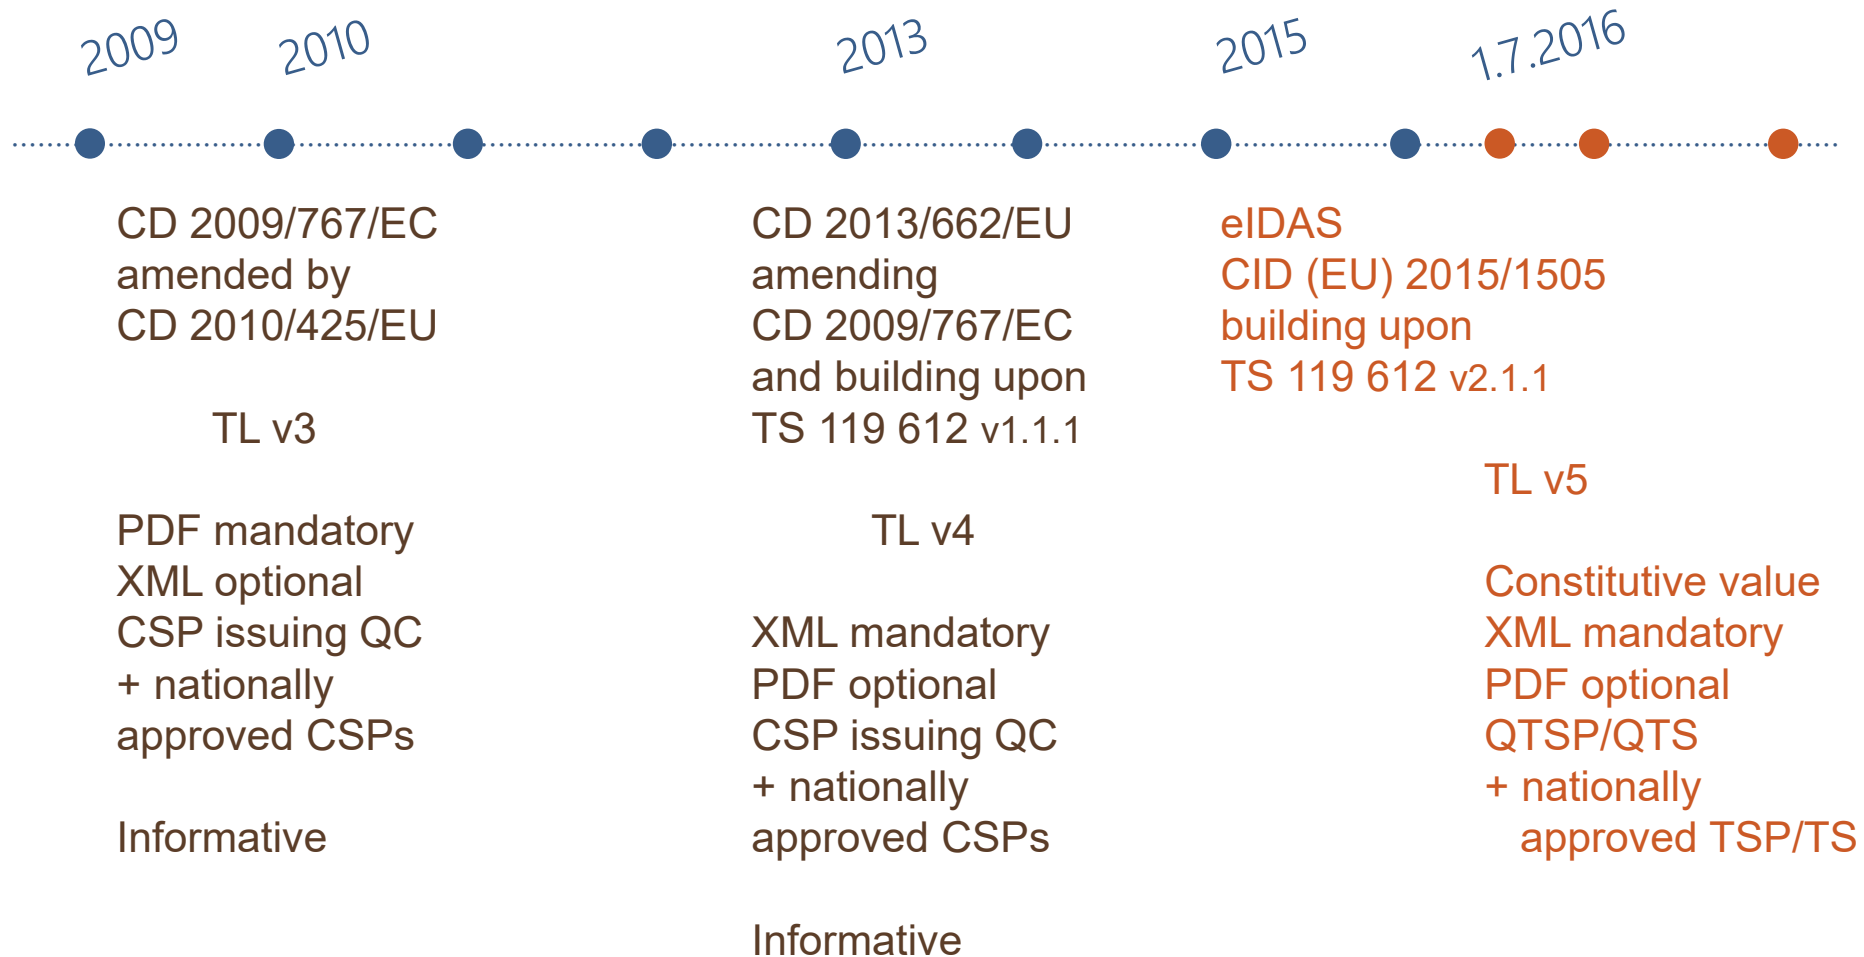 2009
2010
2013
2015
1.7.2016
CD 2009/767/EC
amended by
CD 2010/425/EU
TL v3
PDF mandatory
XML optional
CSP issuing QC
+ nationally
approved CSPs
Informative
CD 2013/662/EU
amending
CD 2009/767/EC
and building upon
TS 119 612 v1.1.1
TL v4
XML mandatory
PDF optional
CSP issuing QC
+ nationally
approved CSPs
Informative
eIDAS
CID (EU) 2015/1505
building upon
TS 119 612 v2.1.1
TL v5
Constitutive value
XML mandatory
PDF optional
QTSP/QTS
+ nationally
approved TSP/TS